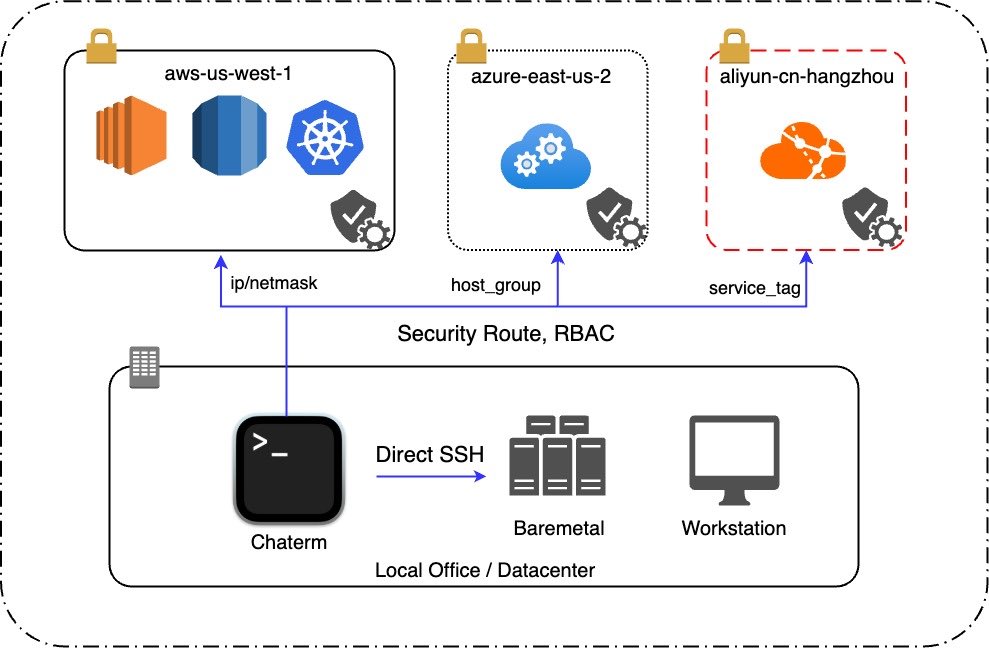 aws-us-west-1
azure-east-us-2
aliyun-cn-hangzhou
ip/netmask
host_group
service_tag
Security Route, RBAC
>_
Direct SSH
Chaterm
Baremetal
Workstation
Local Office / Datacenter